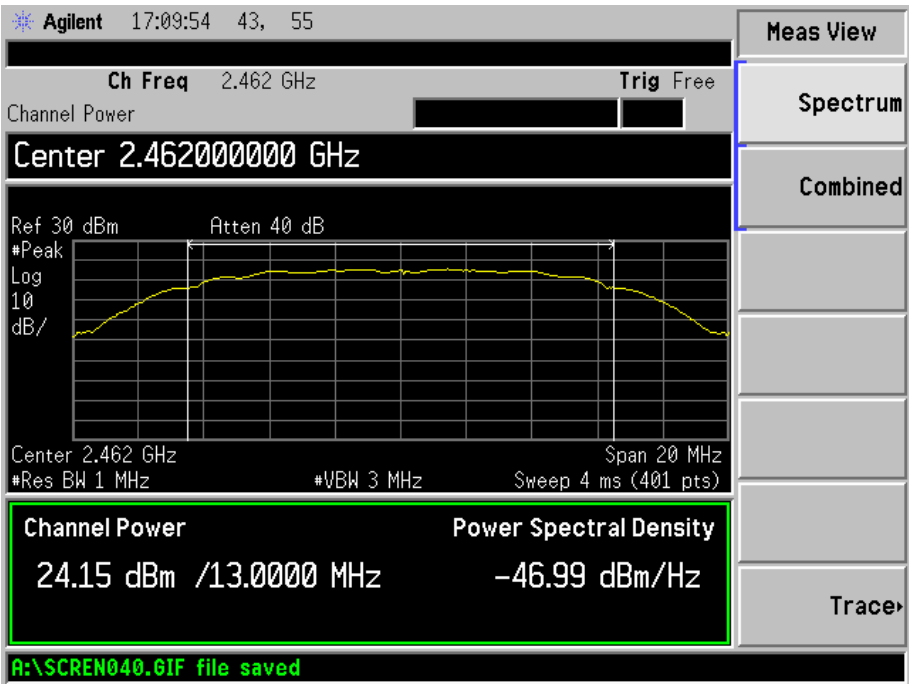 Agilent 17:09:54 43, 55
Meas View
Ch Freq 2.462 GHz Trig Free
Channel Power
Spectrum
Center 2.462000000 GHz
Combined
Ref 30 dBm Atten 40 dB
#Peak
Log
10
dB/
Center 2.462 GHz Span 20 MHz
#Res BW 1 MHz #VBW 3 MHz Sweep 4 ms (401 pts)
Channel Power Power Spectral Density
24.15 dBm /13.0000 MHz -46.99 dBm/Hz
Trace
A:\SCREN040.GIF file saved